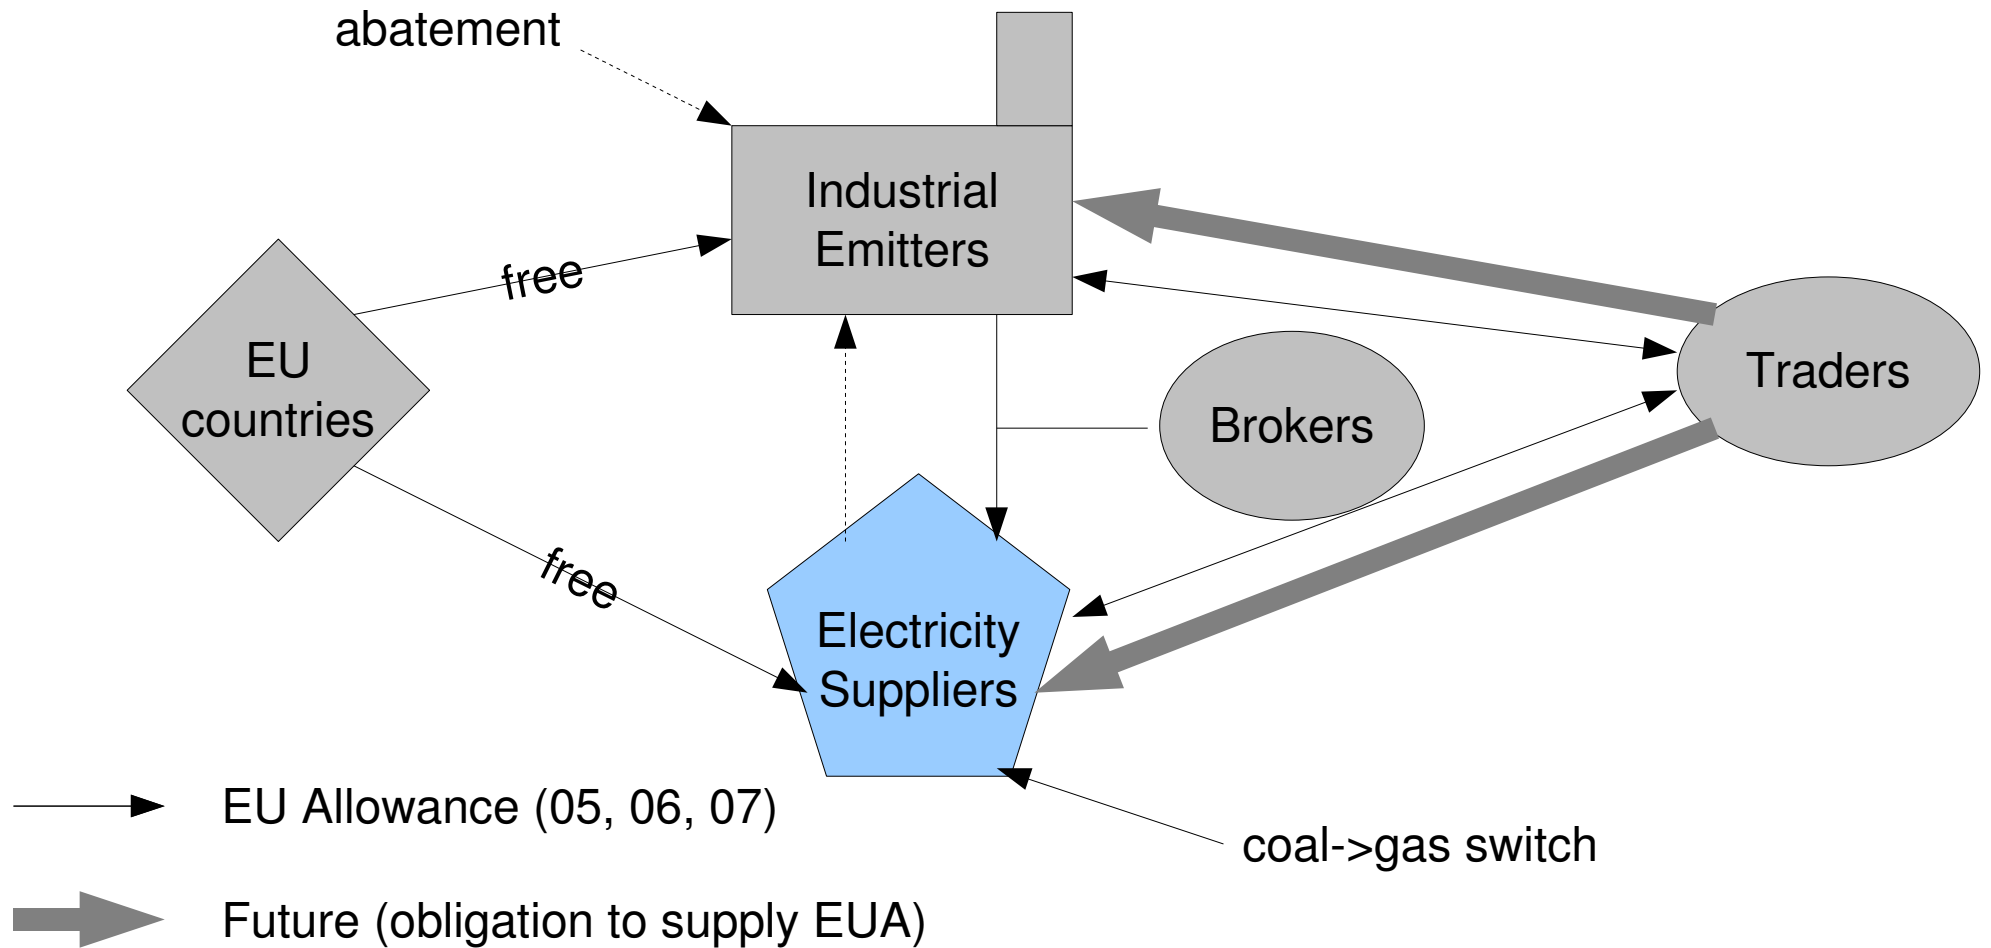 abatement
Industrial
Emitters
free
EU
countries
Traders
Brokers
free
Electricity
Suppliers
EU Allowance (05, 06, 07)
coal->gas switch
Future (obligation to supply EUA)